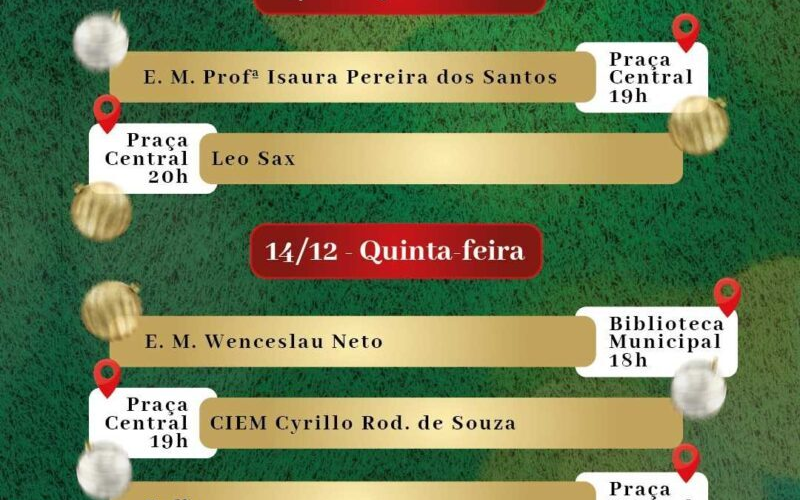 E. M. Profª Isaura Pereira dos Santos
Praça
Central
19h
Praça
Central
20h
Leo Sax
14/12 - Quinta-feira
E. M. Wenceslau Neto
Biblioteca
Municipal
18h
Praça
Central
19h
CIEM Cyrillo Rod. de Souza
Praça